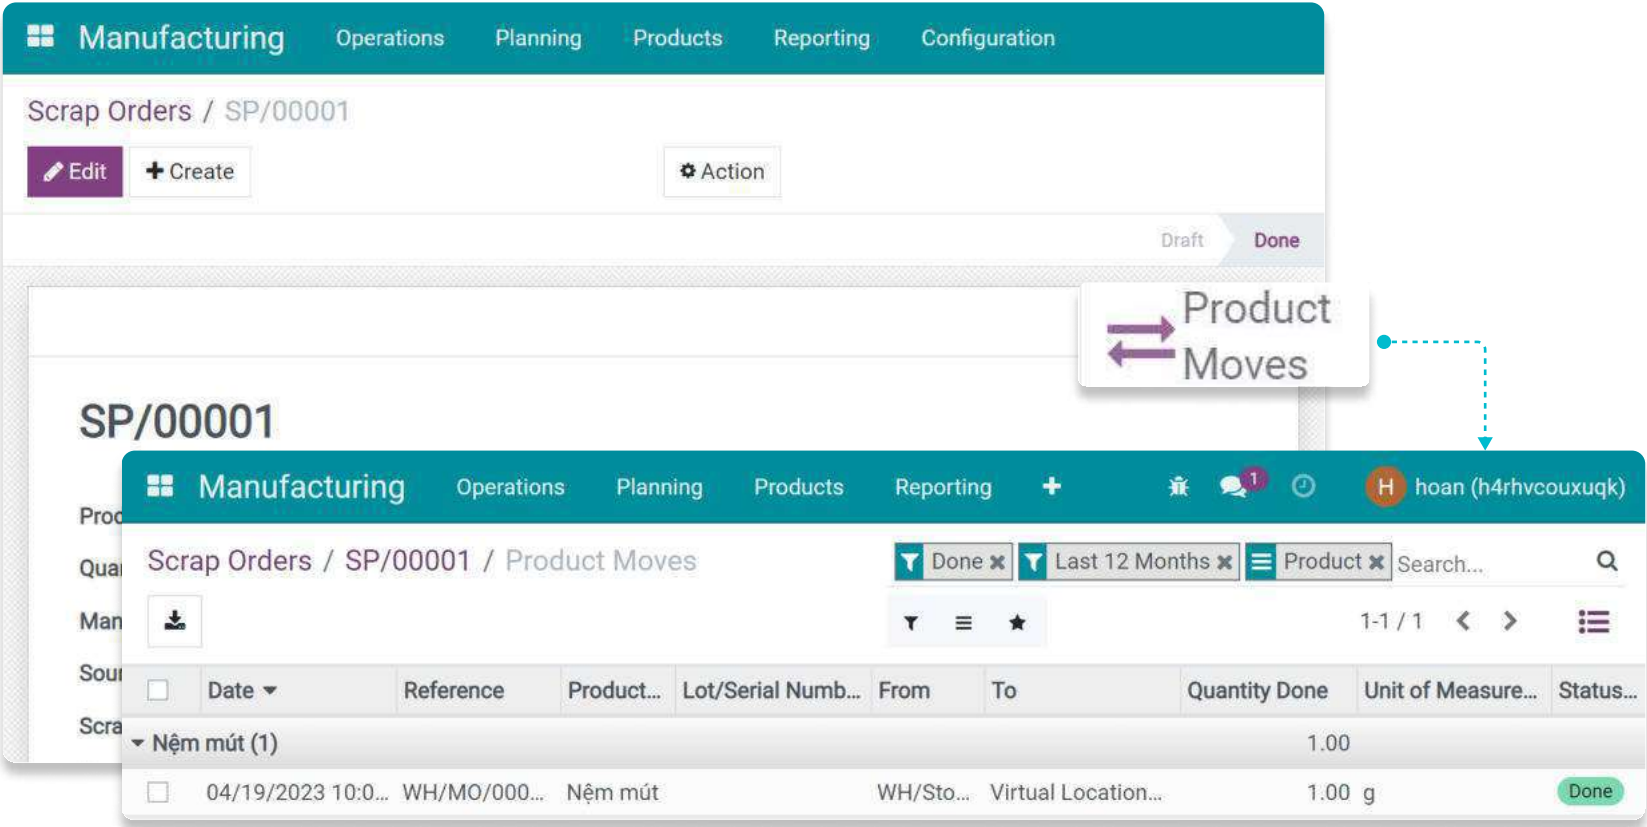 Manufacturing Operations Planning Products Reporting Configuration
Scrap Orders / SP/00001
Edit Create Action
Draft Done
Product
Moves
SP/00001
Manufacturing Operations Planning Products Reporting 1 H hoan (h4rhvcouxuqk)
Scrap Orders / SP/00001 / Product Moves Done Last 12 Months Product Search...
1-1 / 1
Date Reference Product... Lot/Serial Numb... From To Quantity Done Unit of Measure... Status...
Nệm mút (1) 1.00
04/19/2023 10:0... WH/MO/000... Nệm mút WH/Sto... Virtual Location... 1.00 g Done